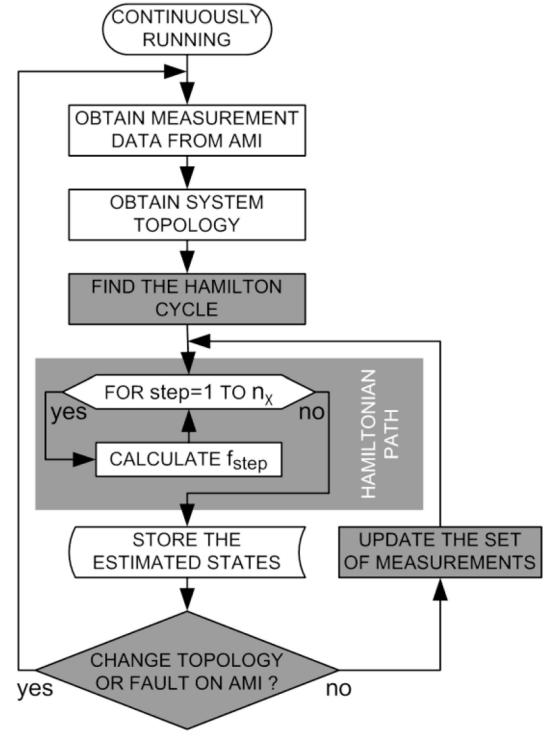 CONTINUOUSLY
RUNNING
OBTAIN MEASUREMENT
DATA FROM AMI
OBTAIN SYSTEM
TOPOLOGY
FIND THE HAMILTON
CYCLE
FOR step=1 TO nX
yes
no
CALCULATE fstep
HAMILTONIAN
PATH
STORE THE
ESTIMATED STATES
UPDATE THE SET
OF MEASUREMENTS
CHANGE TOPOLOGY
OR FAULT ON AMI ?
yes
no